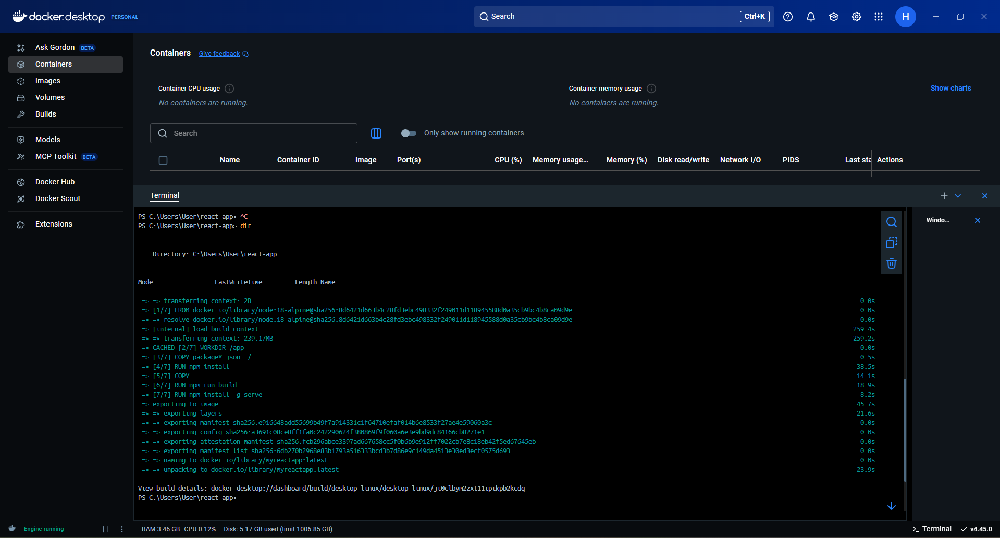 docker.desktop PERSONAL
Search Ctrl+K
H
Ask Gordon BETA
Containers
Images
Volumes
Builds
Models
MCP Toolkit BETA
Docker Hub
Docker Scout
Extensions
Containers Give feedback
Container CPU usage
No containers are running.
Container memory usage
No containers are running.
Show charts
Search
Only show running containers
Name Container ID Image Port(s) CPU (%) Memory usage... Memory (%) Disk read/write Network I/O PIDS Last sta Actions
Terminal
PS C:\Users\User\react-app> ^C
PS C:\Users\User\react-app> dir
Directory: C:\Users\User\react-app
Mode LastWriteTime Length Name
---- ------------- ------ ----
=> => transferring context: 2B 0.0s
=> [1/7] FROM docker.io/library/node:18-alpine@sha256:8d6421d663b4c28fd3ebc498332f249011d118945588d0a35cb9bc4b8ca09d9e 0.0s
=> => resolve docker.io/library/node:18-alpine@sha256:8d6421d663b4c28fd3ebc498332f249011d118945588d0a35cb9bc4b8ca09d9e 0.0s
=> [internal] load build context 259.4s
=> => transferring context: 239.17MB 259.2s
=> CACHED [2/7] WORKDIR /app 0.0s
=> [3/7] COPY package*.json ./ 0.5s
=> [4/7] RUN npm install 38.5s
=> [5/7] COPY . . 14.1s
=> [6/7] RUN npm run build 18.9s
=> [7/7] RUN npm install -g serve 8.2s
=> exporting to image 45.7s
=> => exporting layers 21.6s
=> => exporting manifest sha256:e916648add55699b49f7a914331c1f64710efaf014b6e8533f27ae4e59060a3c 0.0s
=> => exporting config sha256:a3691c08ce8ff1fa0c242290624f380869f9f060a6e3e9bd9dc84166cb8271e1 0.0s
=> => exporting attestation manifest sha256:fcb296abce3397ad667658cc5f0b6b9e912ff7022cb7e8c18eb42f5ed67645eb 0.0s
=> => exporting manifest list sha256:6db270b2968e83b1793a516333bcd3b7d86e9c149da4513e30ed3ecf0575d693 0.0s
=> => naming to docker.io/library/myreactapp:latest 0.0s
=> => unpacking to docker.io/library/myreactapp:latest 23.9s
View build details: docker-desktop://dashboard/build/desktop-linux/desktop-linux/ji0clbym2zxt11ipikpb2kcdq
PS C:\Users\User\react-app>
Windo...
Engine running
RAM 3.46 GB CPU 0.12% Disk: 5.17 GB used (limit 1006.85 GB)
Terminal v4.45.0